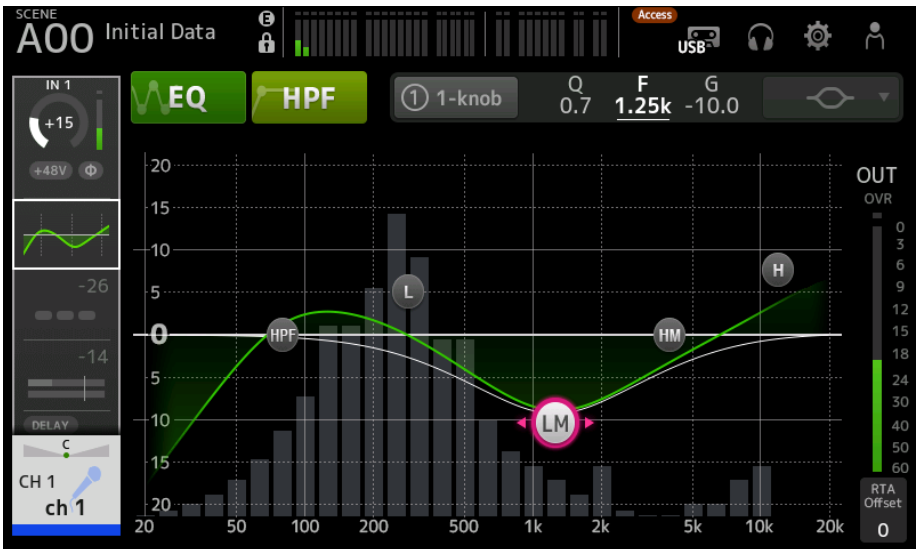 SCENE
A00 Initial Data
E
Access
USB
IN 1
+15
+48V Φ
-26
-14
DELAY
C
CH 1
ch 1
EQ
HPF
1 1-knob
Q F G
0.7 1.25k -10.0
20
15
10
5
0
5
10
15
20
HPF
L
LM
HM
H
20 50 100 200 500 1k 2k 5k 10k 20k
OUT
OVR
0
3
6
9
12
15
18
24
30
40
50
60
RTA
Offset
0